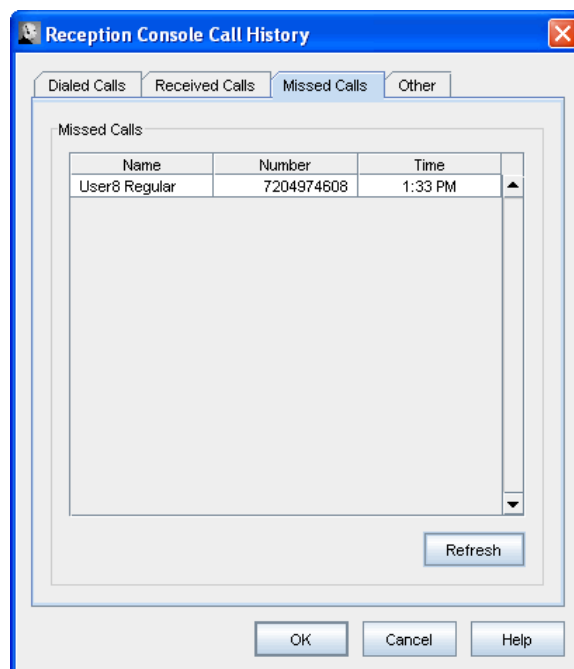 Reception Console Call History
Dialed Calls Received Calls Missed Calls Other
Missed Calls
Name Number Time
User8 Regular 7204974608 1:33 PM
Refresh
OK Cancel Help